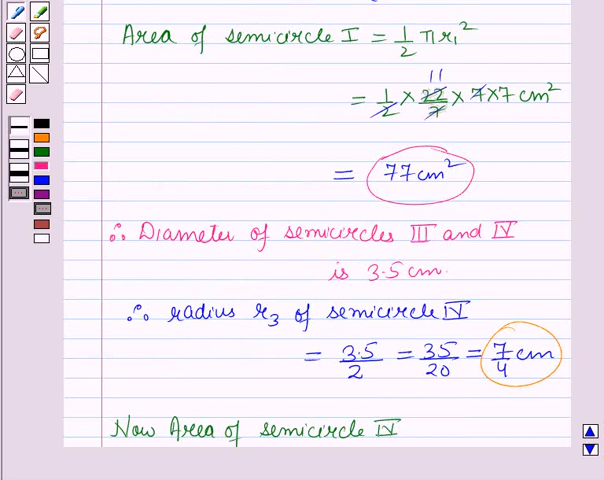 Area of semicircle I = 1/2 πr₁²
11
= 1/2 × 22/7 × 7 × 7 cm²
= 77 cm²
∴ Diameter of semicircles III and IV
is 3.5 cm.
∴ radius r₃ of semicircle IV
= 3.5/2 = 35/20 = 7/4 cm
Now Area of semicircle IV